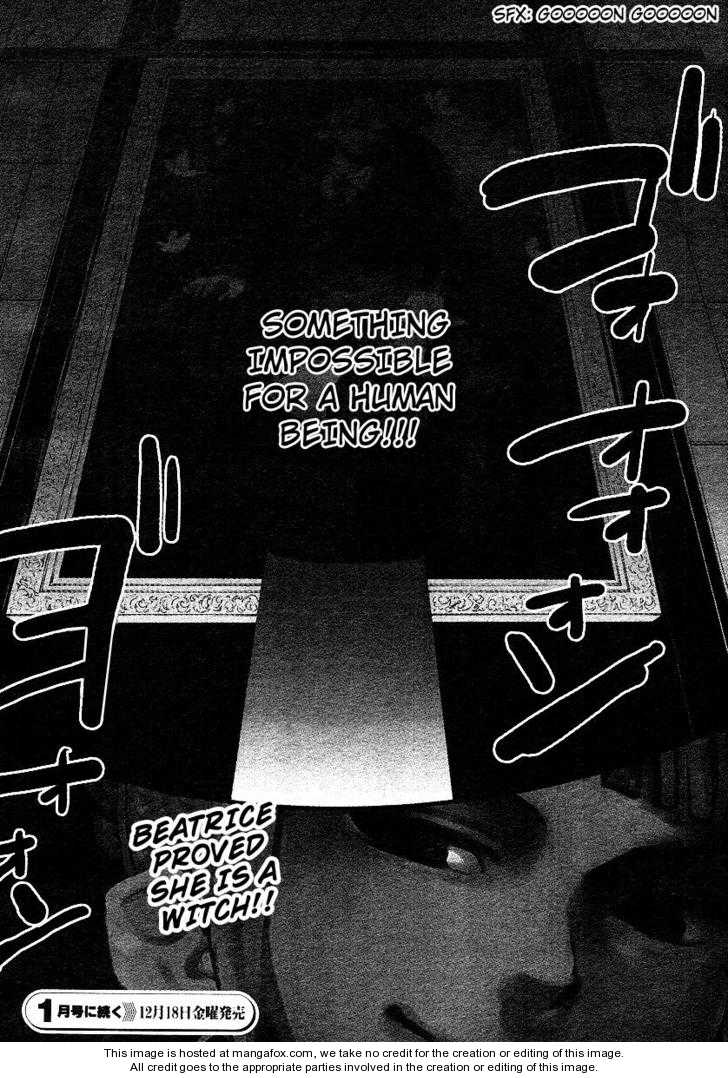 SFX: GOOOOON GOOOOON
ゴォオオォン
SOMETHING
IMPOSSIBLE
FOR A HUMAN
BEING!!!
ゴオォン
BEATRICE
PROVED
SHE IS A
WITCH!!
1月号に続く 12月18日金曜発売
This image is hosted at mangafox.com, we take no credit for the creation or editing of this image.
All credit goes to the appropriate parties involved in the creation or editing of this image.